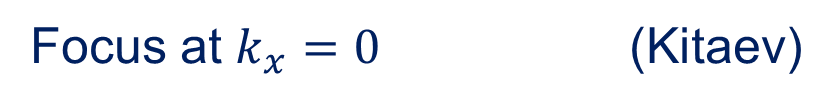 Focus at $k_x = 0$ (Kitaev)